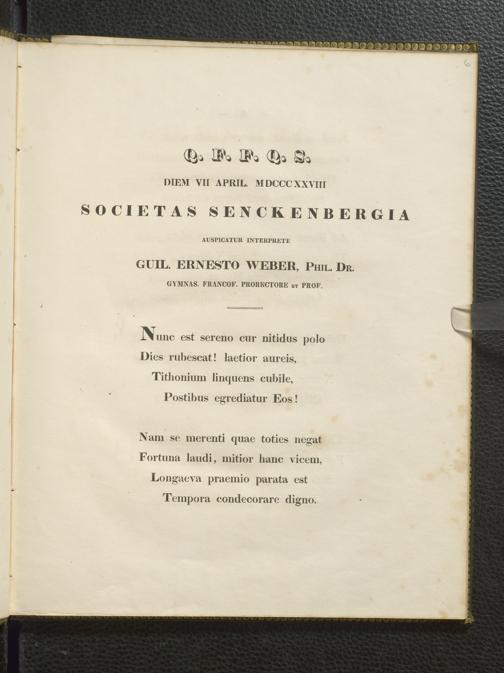 6
Q. F. F. Q. S.
DIEM VII APRIL. MDCCCXXVIII
SOCIETAS SENCKENBERGIA
AUSPICATUR INTERPRETE
GUIL. ERNESTO WEBER, PHIL. DR.
GYMNAS. FRANCOF. PRORECTORE ET PROF.
Nunc est sereno cur nitidus polo
Dies rubescat! laetior aureis,
Tithonium linquens cubile,
Postibus egrediatur Eos!
Nam se merenti quae toties negat
Fortuna laudi, mitior hanc vicem,
Longaeva praemio parata est
Tempora condecorare digno.